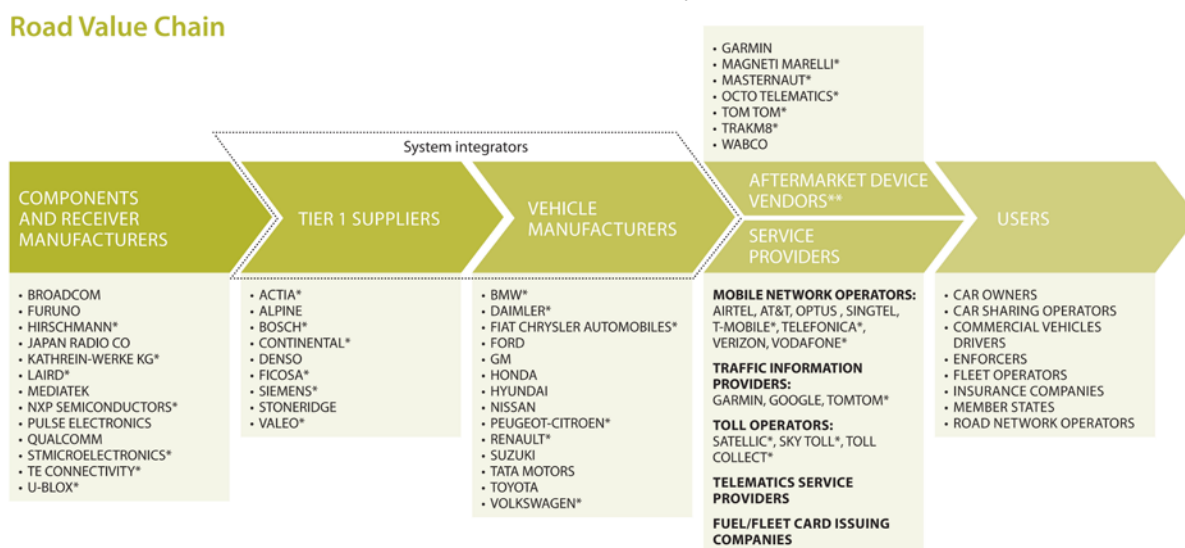 Road Value Chain
• GARMIN
• MAGNETI MARELLI*
• MASTERNAUT*
• OCTO TELEMATICS*
• TOM TOM*
• TRAKM8*
• WABCO
System integrators
COMPONENTS
AND RECEIVER
MANUFACTURERS
TIER 1 SUPPLIERS
VEHICLE
MANUFACTURERS
AFTERMARKET DEVICE
VENDORS**
SERVICE
PROVIDERS
USERS
• BROADCOM
• FURUNO
• HIRSCHMANN*
• JAPAN RADIO CO
• KATHREIN-WERKE KG*
• LAIRD*
• MEDIATEK
• NXP SEMICONDUCTORS*
• PULSE ELECTRONICS
• QUALCOMM
• STMICROELECTRONICS*
• TE CONNECTIVITY*
• U-BLOX*
• ACTIA*
• ALPINE
• BOSCH*
• CONTINENTAL*
• DENSO
• FICOSA*
• SIEMENS*
• STONERIDGE
• VALEO*
• BMW*
• DAIMLER*
• FIAT CHRYSLER AUTOMOBILES*
• FORD
• GM
• HONDA
• HYUNDAI
• NISSAN
• PEUGEOT-CITROEN*
• RENAULT*
• SUZUKI
• TATA MOTORS
• TOYOTA
• VOLKSWAGEN*
MOBILE NETWORK OPERATORS:
AIRTEL, AT&T, OPTUS , SINGTEL,
T-MOBILE*, TELEFONICA*,
VERIZON, VODAFONE*
TRAFFIC INFORMATION
PROVIDERS:
GARMIN, GOOGLE, TOMTOM*
TOLL OPERATORS:
SATELLIC*, SKY TOLL*, TOLL
COLLECT*
TELEMATICS SERVICE
PROVIDERS
FUEL/FLEET CARD ISSUING
COMPANIES
• CAR OWNERS
• CAR SHARING OPERATORS
• COMMERCIAL VEHICLES
DRIVERS
• ENFORCERS
• FLEET OPERATORS
• INSURANCE COMPANIES
• MEMBER STATES
• ROAD NETWORK OPERATORS